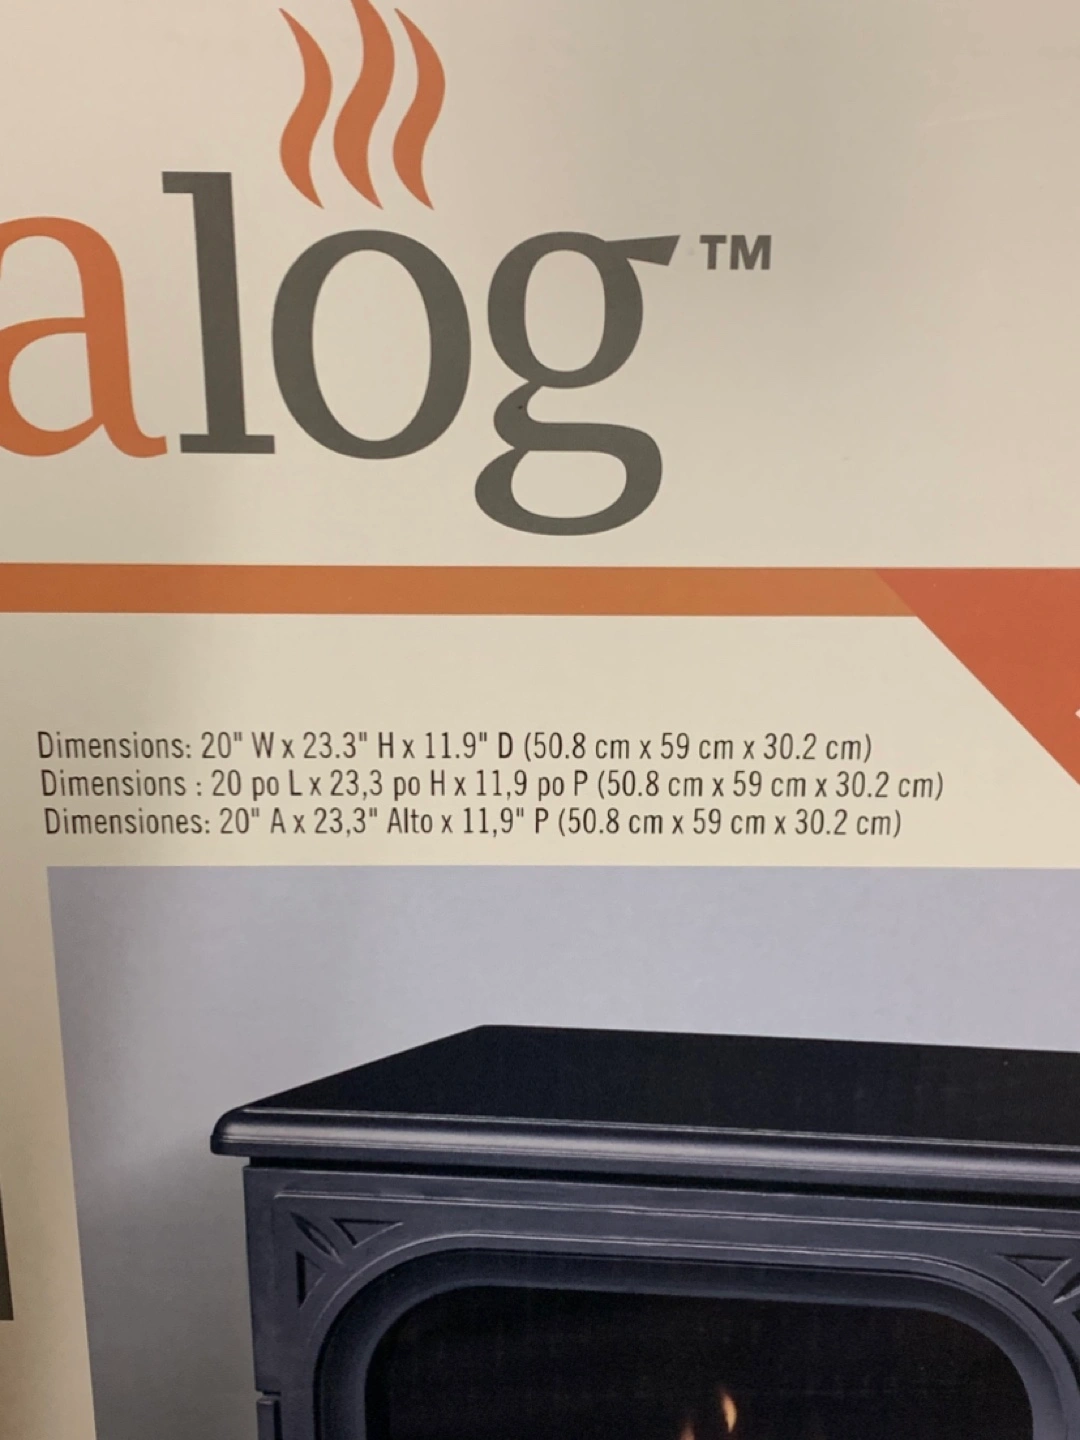 alog™
Dimensions: 20" W x 23.3" H x 11.9" D (50.8 cm x 59 cm x 30.2 cm)
Dimensions : 20 po L x 23,3 po H x 11,9 po P (50.8 cm x 59 cm x 30.2 cm)
Dimensiones: 20" A x 23,3" Alto x 11,9" P (50.8 cm x 59 cm x 30.2 cm)